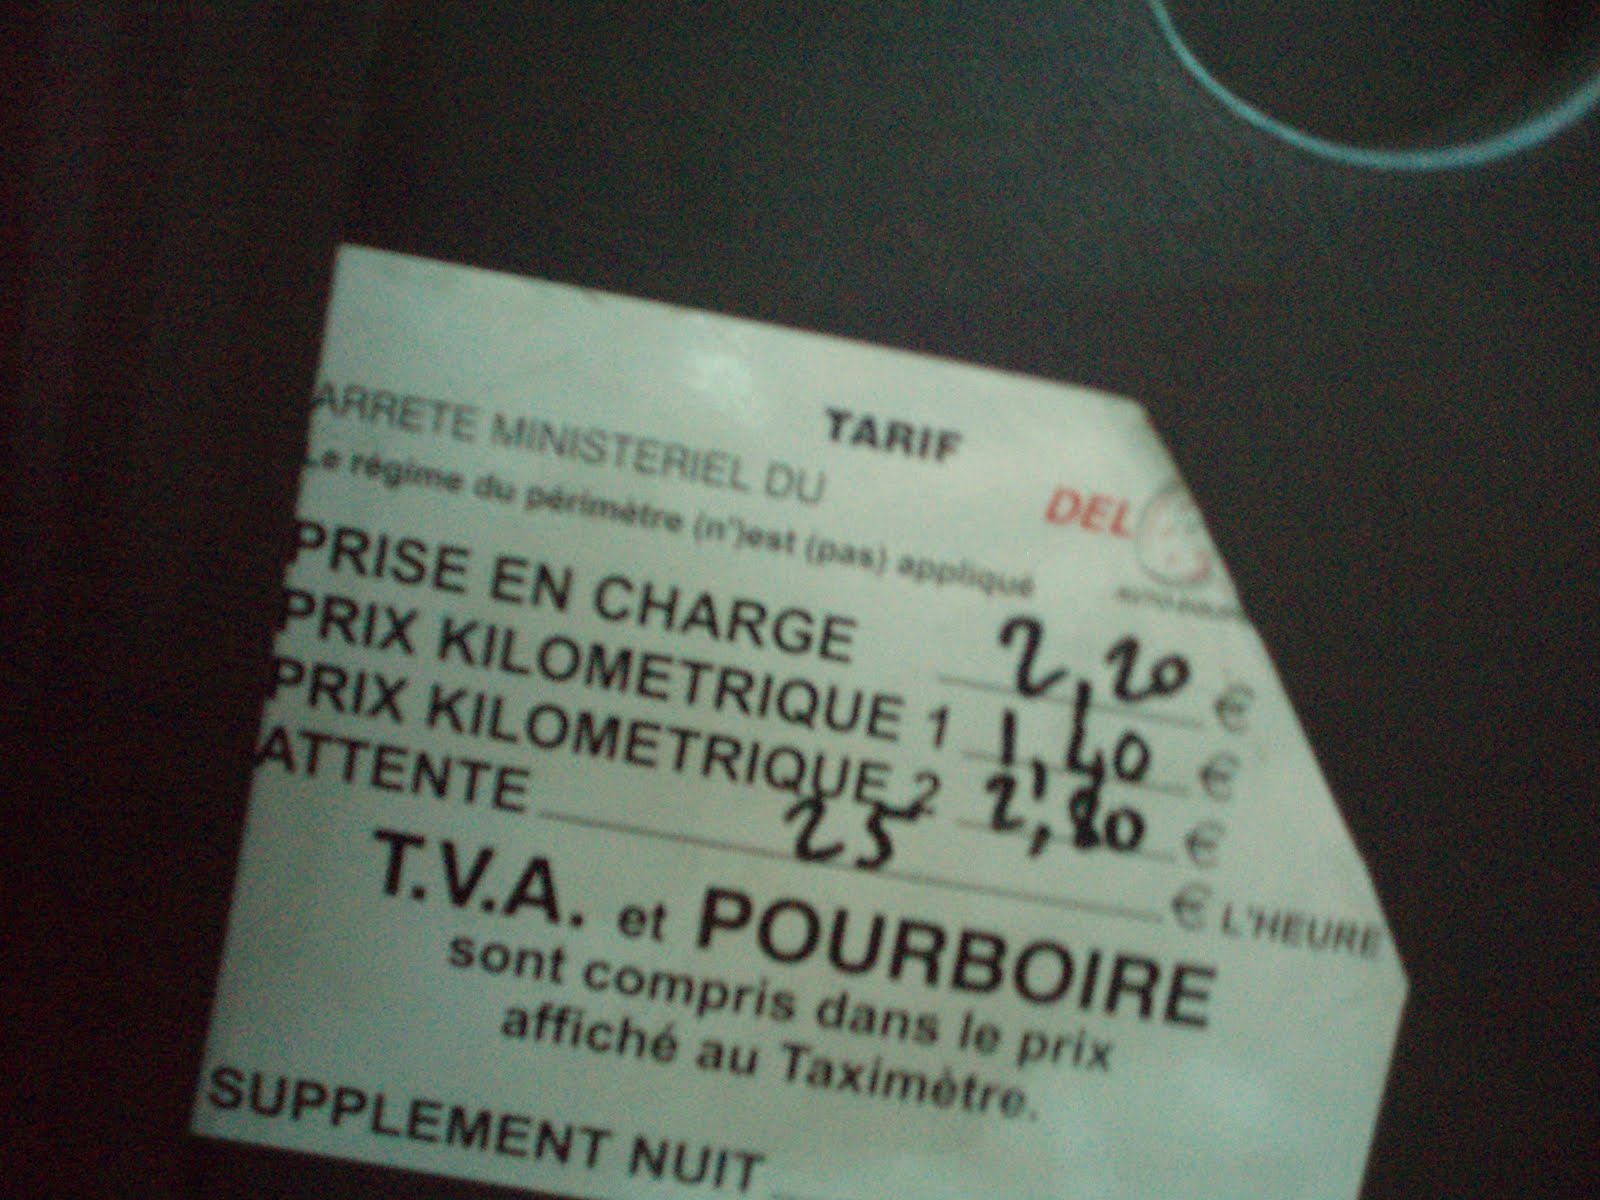 TARIF
ARRETE MINISTERIEL DU
DEL
Le régime du périmètre (n')est (pas) appliqué
PRISE EN CHARGE 2,20 €
PRIX KILOMETRIQUE 1 1,40 €
PRIX KILOMETRIQUE 2 2,80 €
ATTENTE 25 € L'HEURE
T.V.A. et POURBOIRE
sont compris dans le prix
affiché au Taximètre.
SUPPLEMENT NUIT